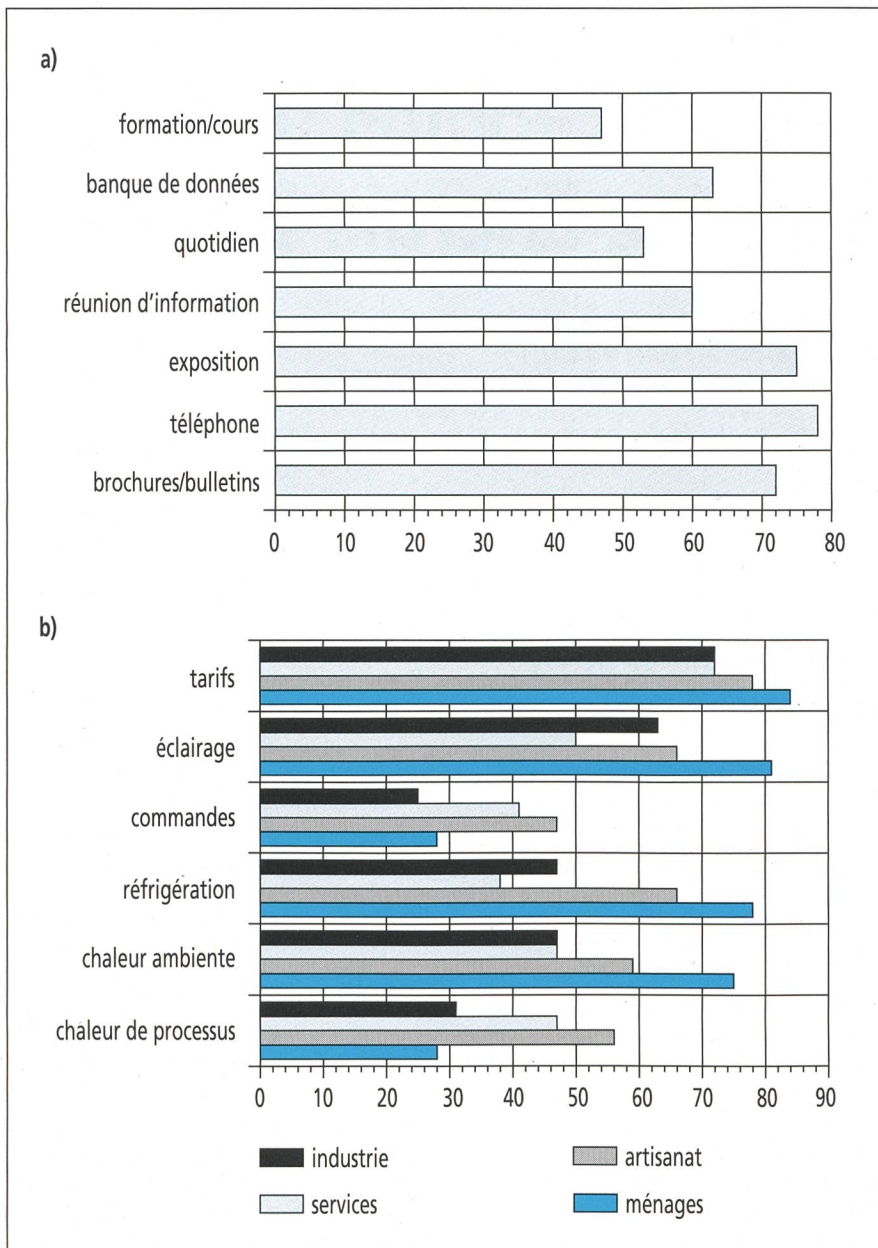 a)
formation/cours
banque de données
quotidien
réunion d'information
exposition
téléphone
brochures/bulletins
0 10 20 30 40 50 60 70 80
b)
tarifs
éclairage
commandes
réfrigération
chaleur ambiente
chaleur de processus
0 10 20 30 40 50 60 70 80 90
industrie artisanat
services ménages